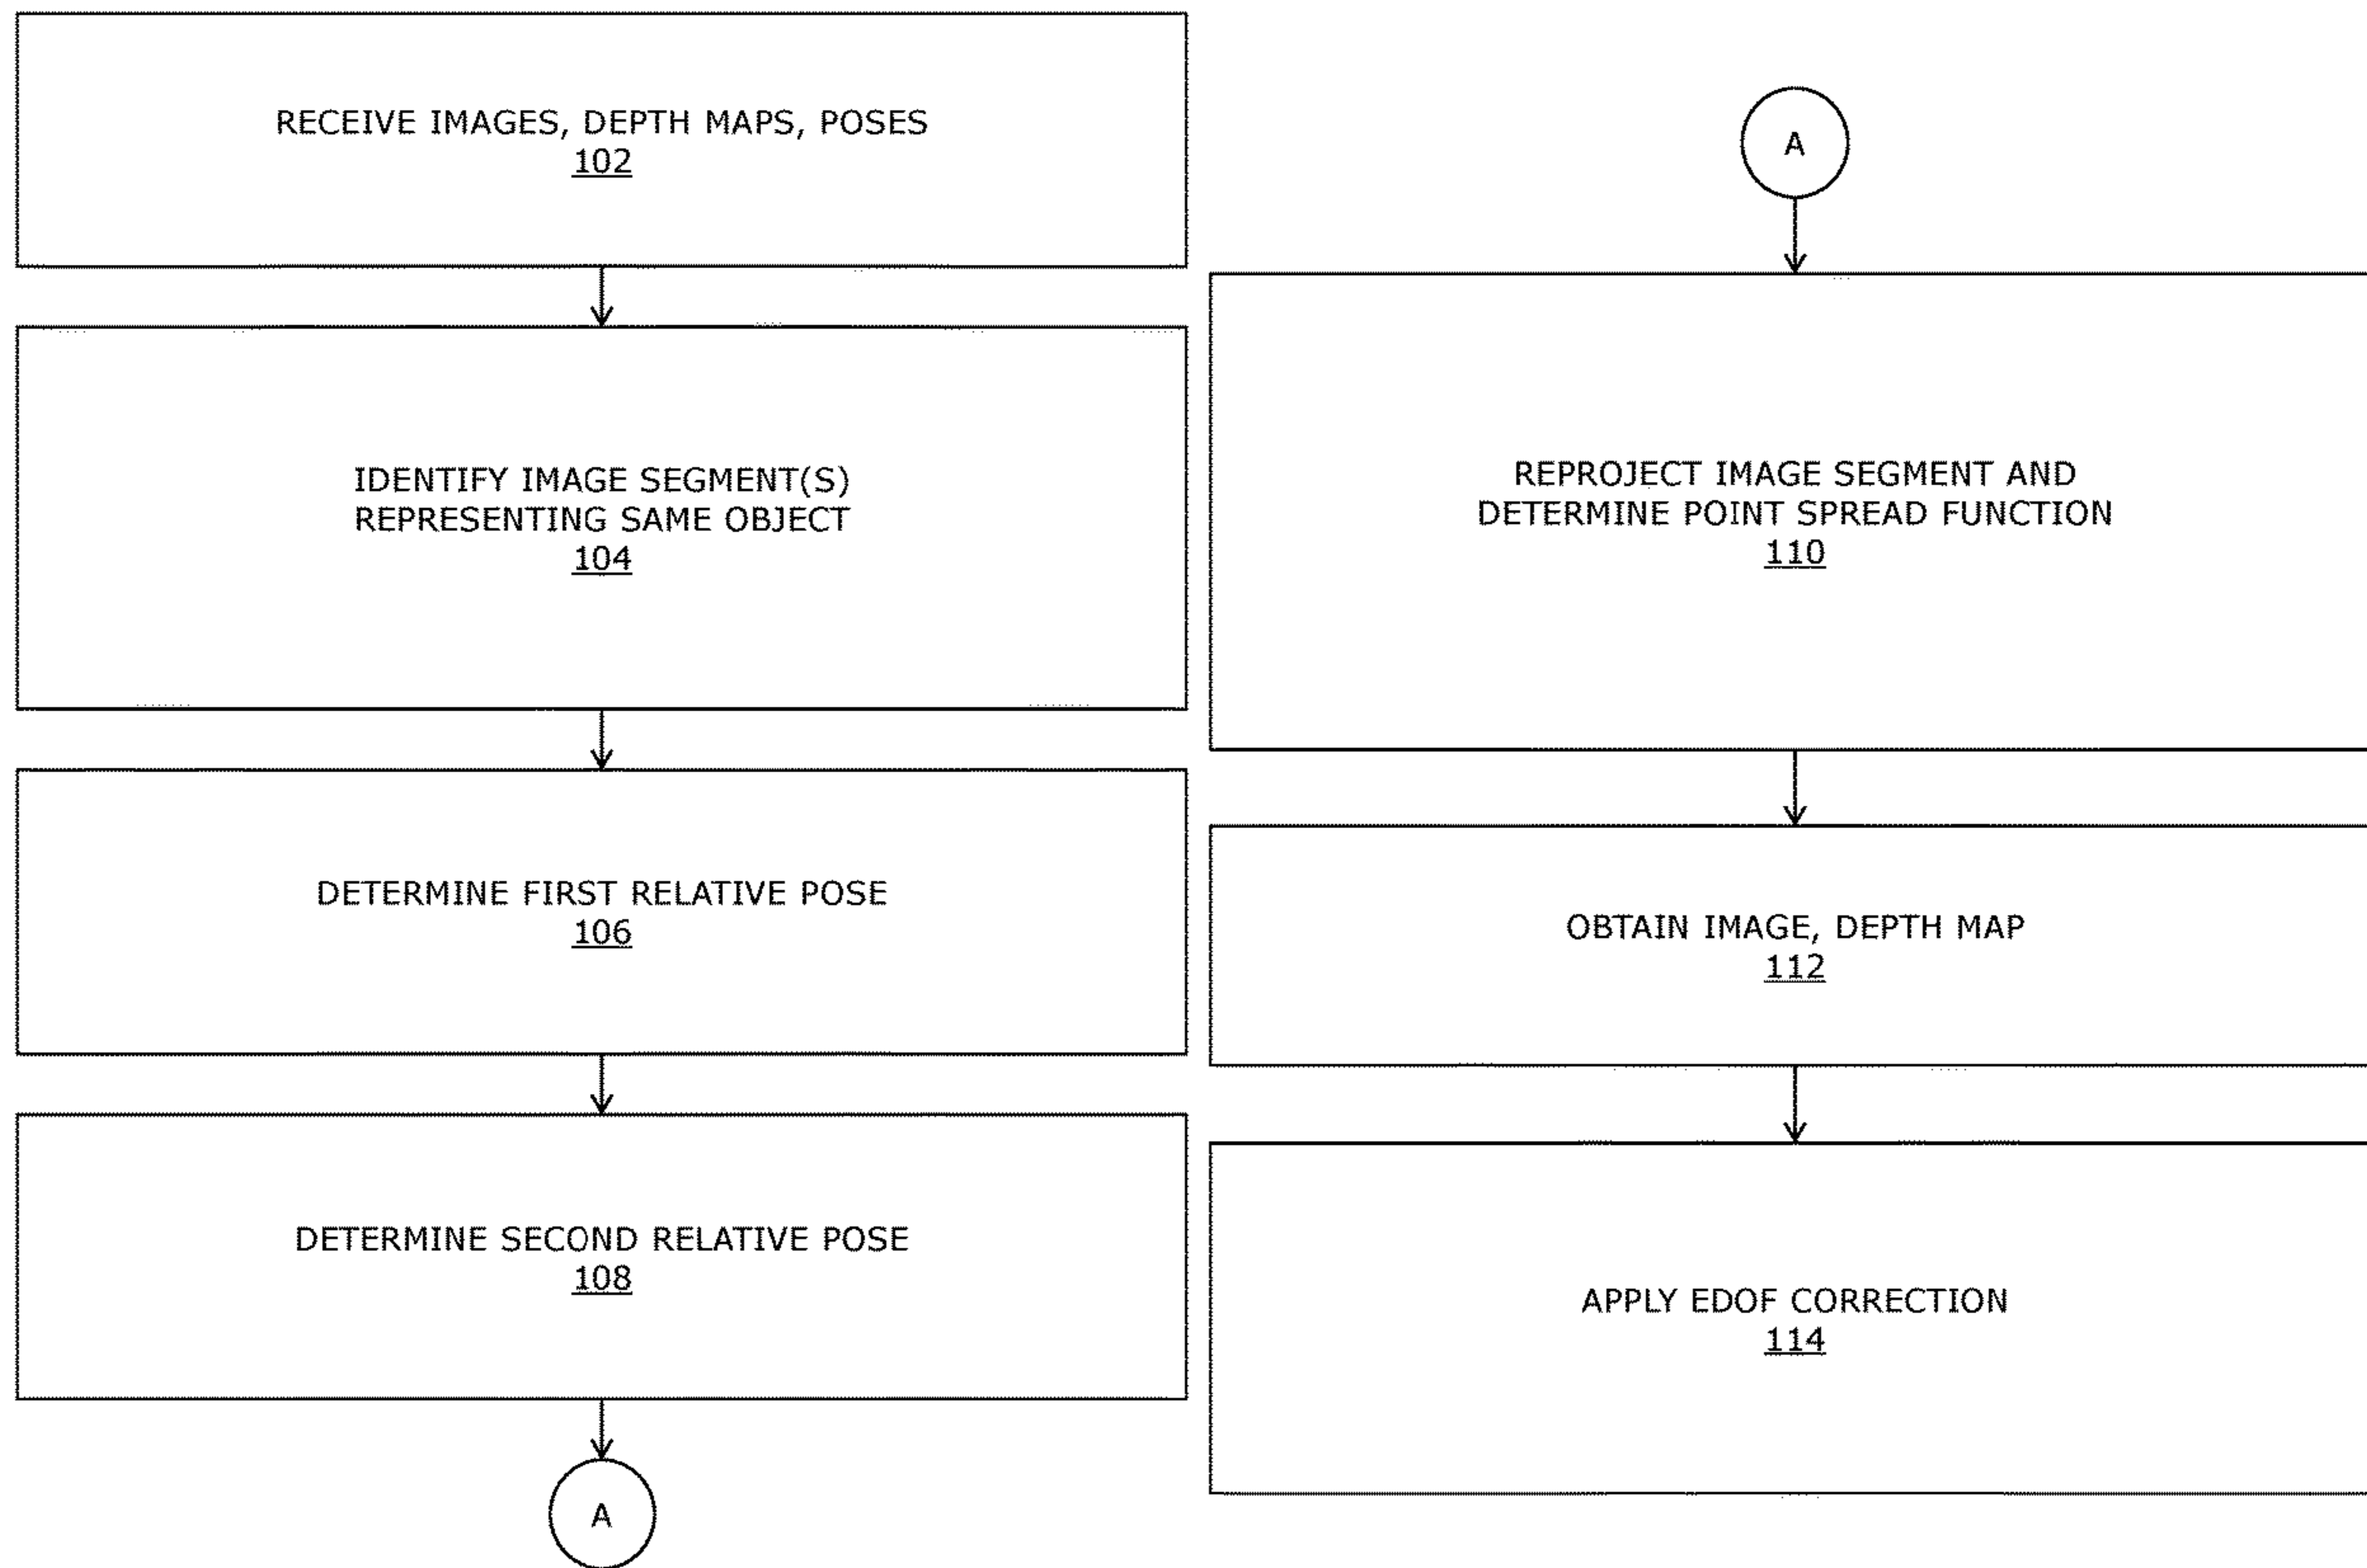 RECEIVE IMAGES, DEPTH MAPS, POSES
102
IDENTIFY IMAGE SEGMENT(S)
REPRESENTING SAME OBJECT
104
DETERMINE FIRST RELATIVE POSE
106
DETERMINE SECOND RELATIVE POSE
108
A
A
REPROJECT IMAGE SEGMENT AND
DETERMINE POINT SPREAD FUNCTION
110
OBTAIN IMAGE, DEPTH MAP
112
APPLY EDOF CORRECTION
114